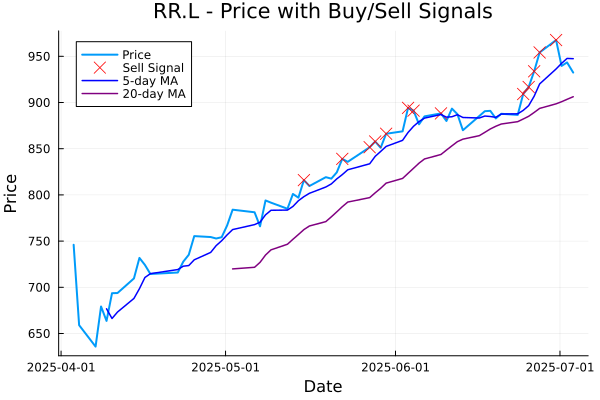 RR.L - Price with Buy/Sell Signals
Price
Sell Signal
5-day MA
20-day MA
Price
950
900
850
800
750
700
650
2025-04-01 2025-05-01 2025-06-01 2025-07-01
Date